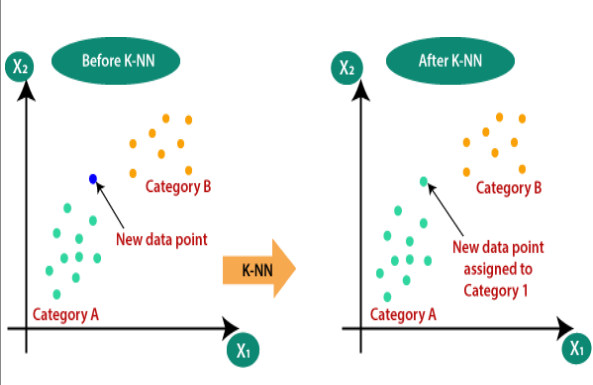 Before K-NN
X₂
Category B
New data point
Category A
X₁
K-NN
After K-NN
X₂
Category B
New data point
assigned to
Category 1
Category A
X₁